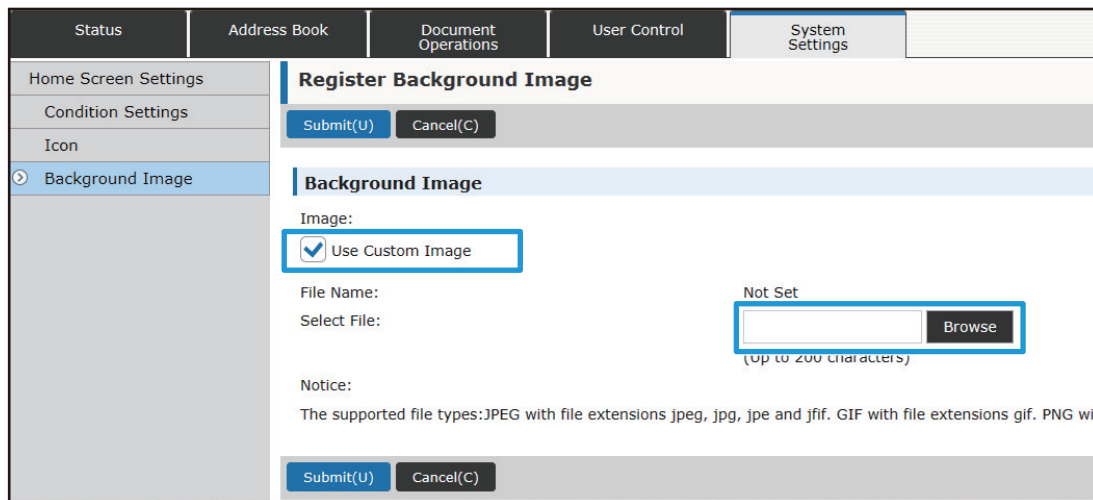 Status
Address Book
Document
Operations
User Control
System
Settings
Home Screen Settings
Condition Settings
Icon
Background Image
Register Background Image
Submit(U)
Cancel(C)
Background Image
Image:
Use Custom Image
File Name:
Not Set
Select File:
Browse
(Up to 200 characters)
Notice:
The supported file types:JPEG with file extensions jpeg, jpg, jpe and jfif. GIF with file extensions gif. PNG wi
Submit(U)
Cancel(C)